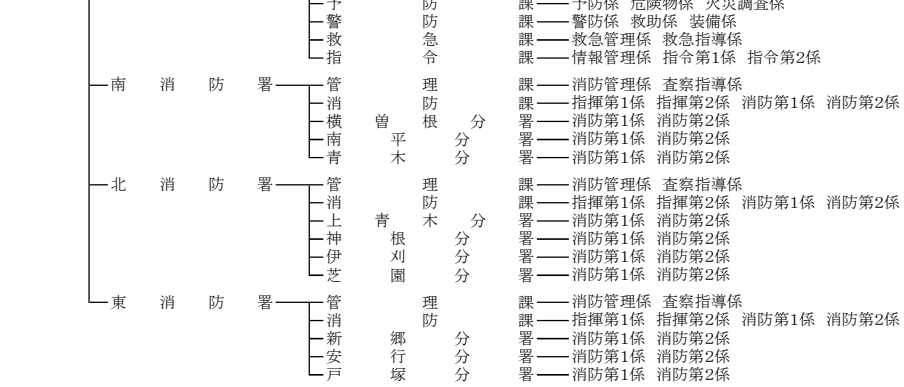 予防課 予防係 危険物係 火災調査係
警防課 警防係 救助係 装備係
救急課 救急管理係 救急指導係
指令課 情報管理係 指令第1係 指令第2係
南消防署 管理課 消防管理係 査察指導係
消防課 指揮第1係 指揮第2係 消防第1係 消防第2係
横曽根分署 消防第1係 消防第2係
南平分署 消防第1係 消防第2係
青木分署 消防第1係 消防第2係
北消防署 管理課 消防管理係 査察指導係
消防課 指揮第1係 指揮第2係 消防第1係 消防第2係
上青木分署 消防第1係 消防第2係
神根分署 消防第1係 消防第2係
伊刈分署 消防第1係 消防第2係
芝園分署 消防第1係 消防第2係
東消防署 管理課 消防管理係 査察指導係
消防課 指揮第1係 指揮第2係 消防第1係 消防第2係
新郷分署 消防第1係 消防第2係
安行分署 消防第1係 消防第2係
戸塚分署 消防第1係 消防第2係